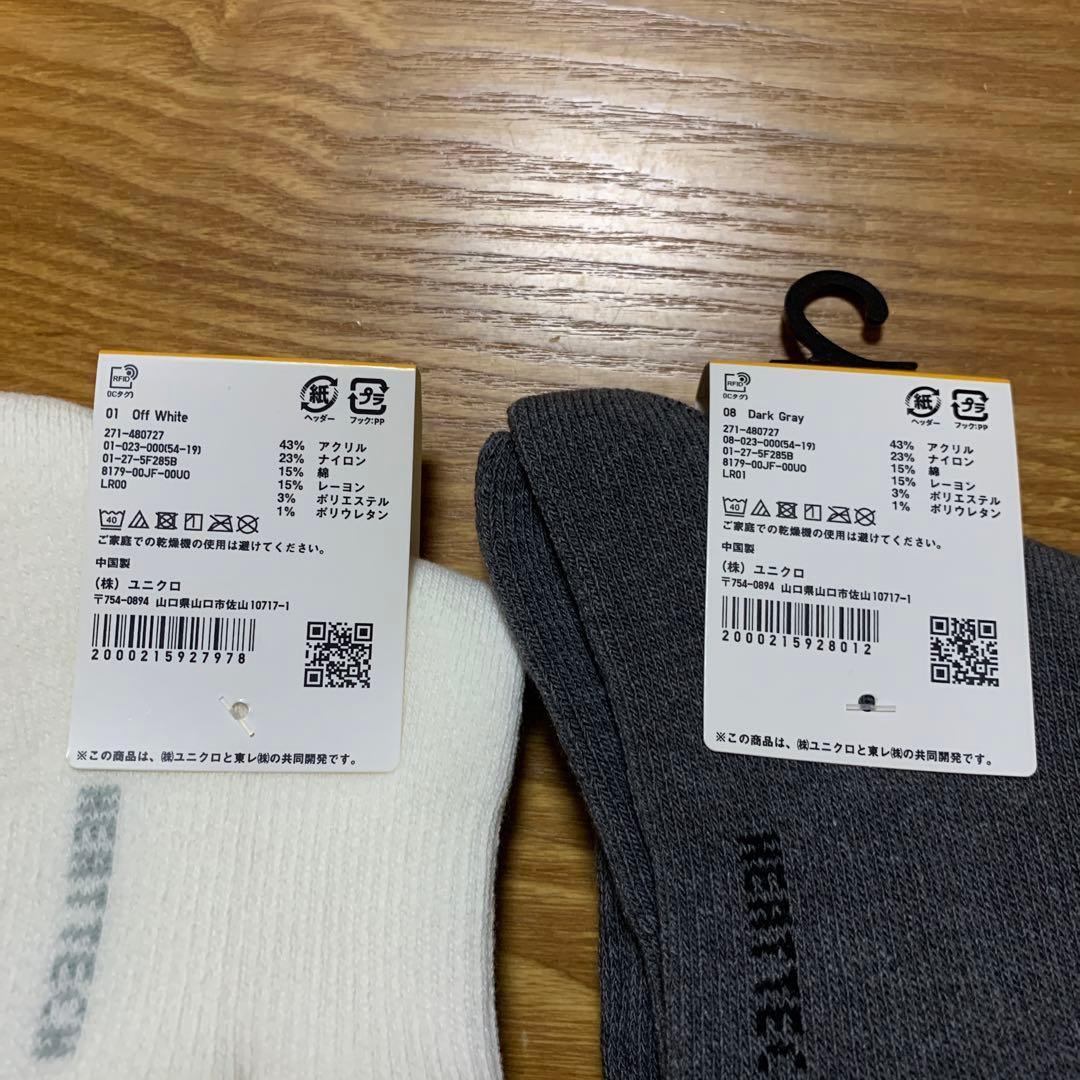 RFID
(ICタグ)
紙
ヘッダー
プラ
フック:PP
01 Off White
271-480727
01-023-000(54-19)
01-27-5F285B
8179-00JF-00U0
LR00
43% アクリル
23% ナイロン
15% 綿
15% レーヨン
3% ポリエステル
1% ポリウレタン
40
ご家庭での乾燥機の使用は避けてください。
中国製
(株) ユニクロ
〒754-0894 山口県山口市佐山10717-1
2000215927978
※この商品は、㈱ユニクロと東レ㈱の共同開発です。
HEATTECH
RFID
(ICタグ)
紙
ヘッダー
プラ
フック:PP
08 Dark Gray
271-480727
08-023-000(54-19)
01-27-5F285B
8179-00JF-00U0
LR01
43% アクリル
23% ナイロン
15% 綿
15% レーヨン
3% ポリエステル
1% ポリウレタン
40
ご家庭での乾燥機の使用は避けてください。
中国製
(株) ユニクロ
〒754-0894 山口県山口市佐山10717-1
2000215928012
※この商品は、㈱ユニクロと東レ㈱の共同開発です。
HEATTEC